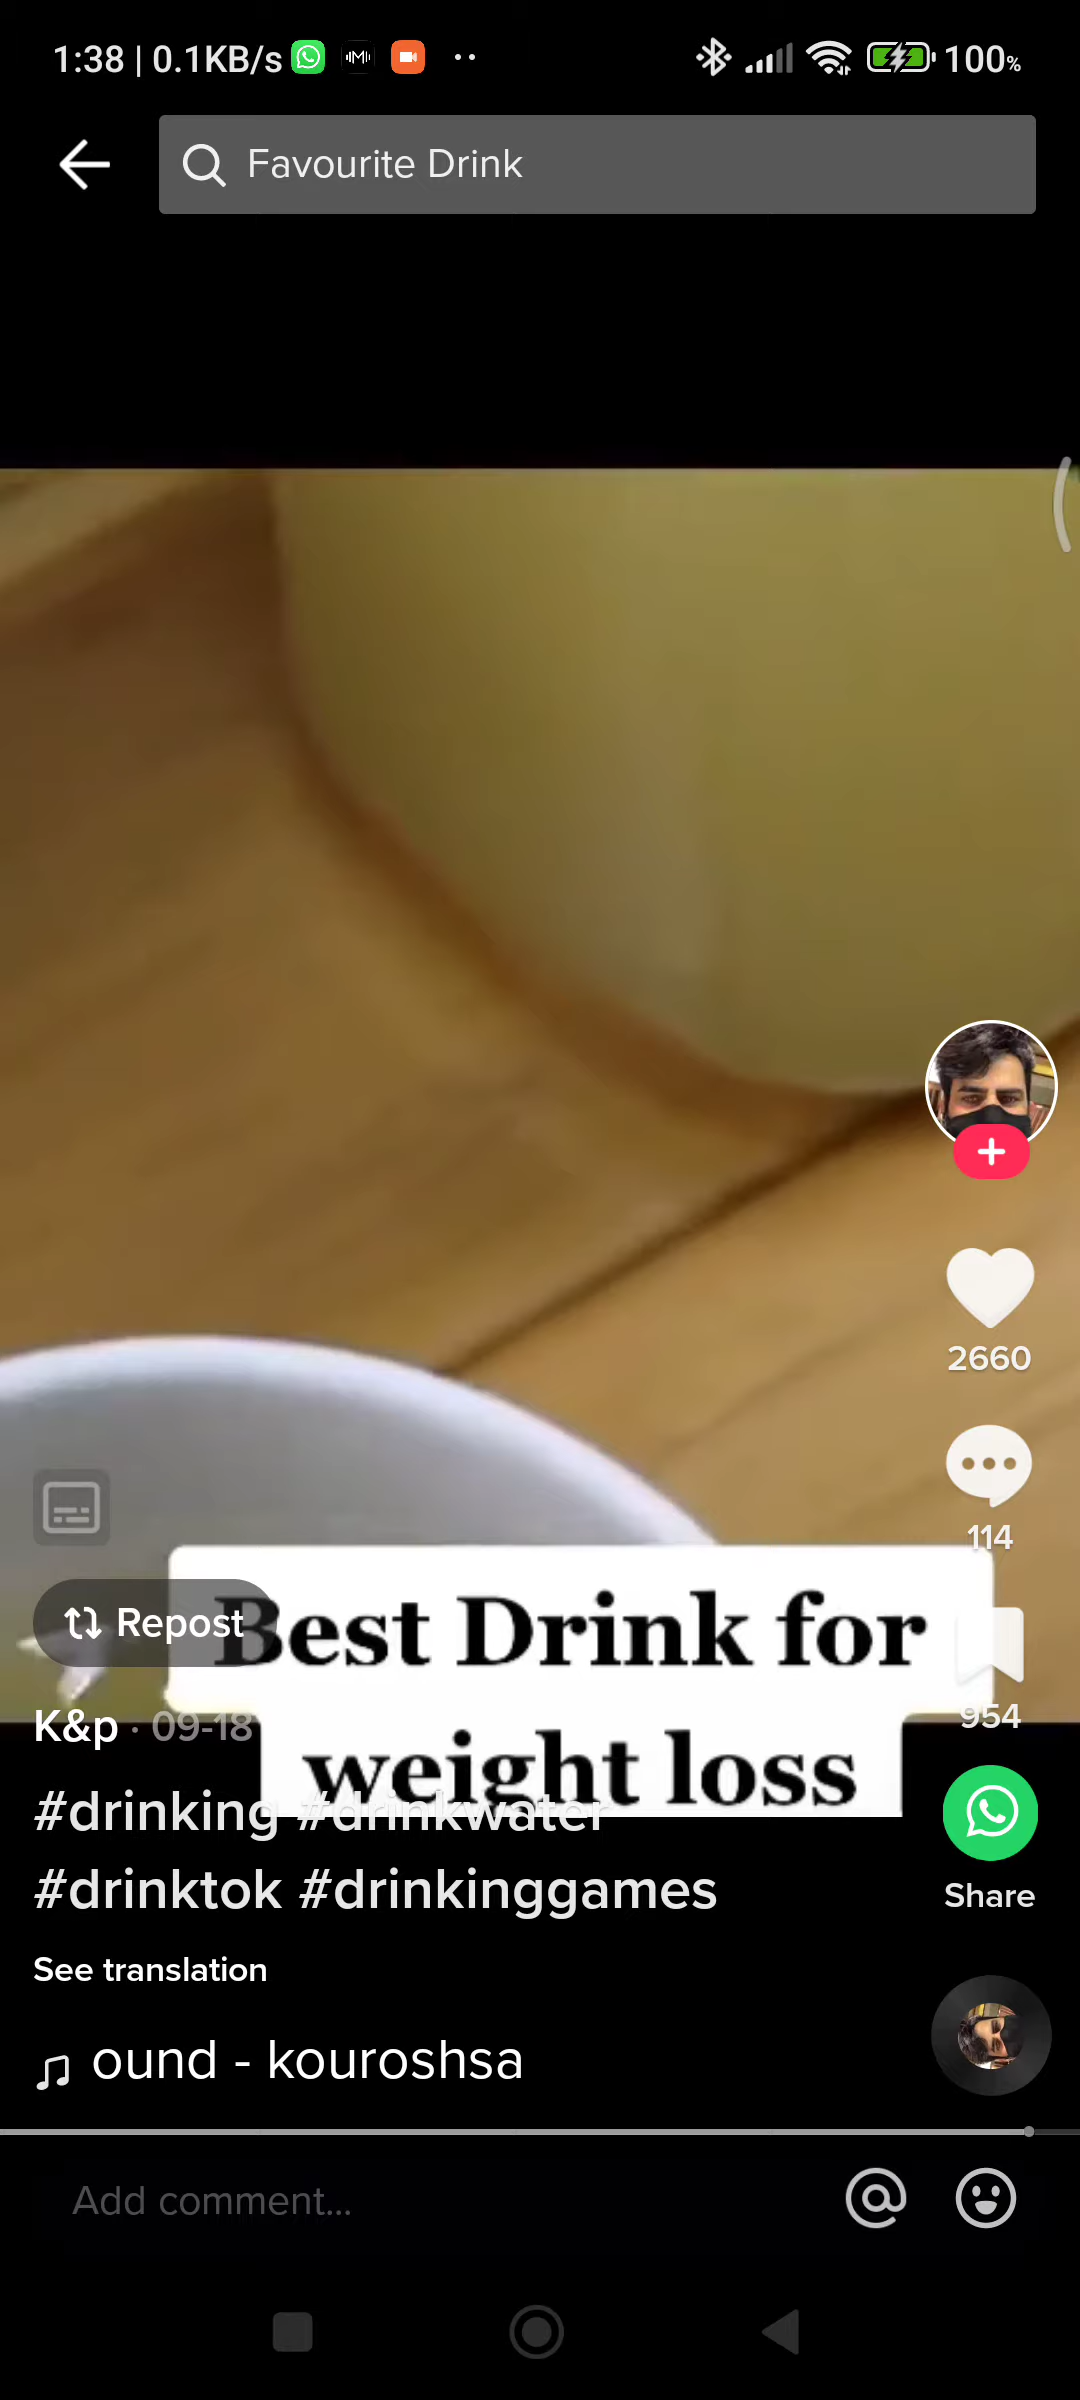 1:38 | 0.1KB/s
100%
Favourite Drink
2660
114
Best Drink for
Repost
954
K&p · 09-18
weight loss
#drinking #drinkwater
#drinktok #drinkinggames
Share
See translation
ound - kouroshsa
Add comment...